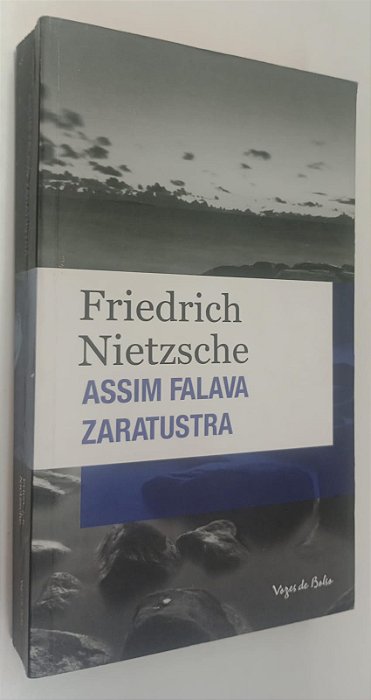 Friedrich
Nietzsche
ASSIM FALAVA
ZARATUSTRA
Vozes de Bolso